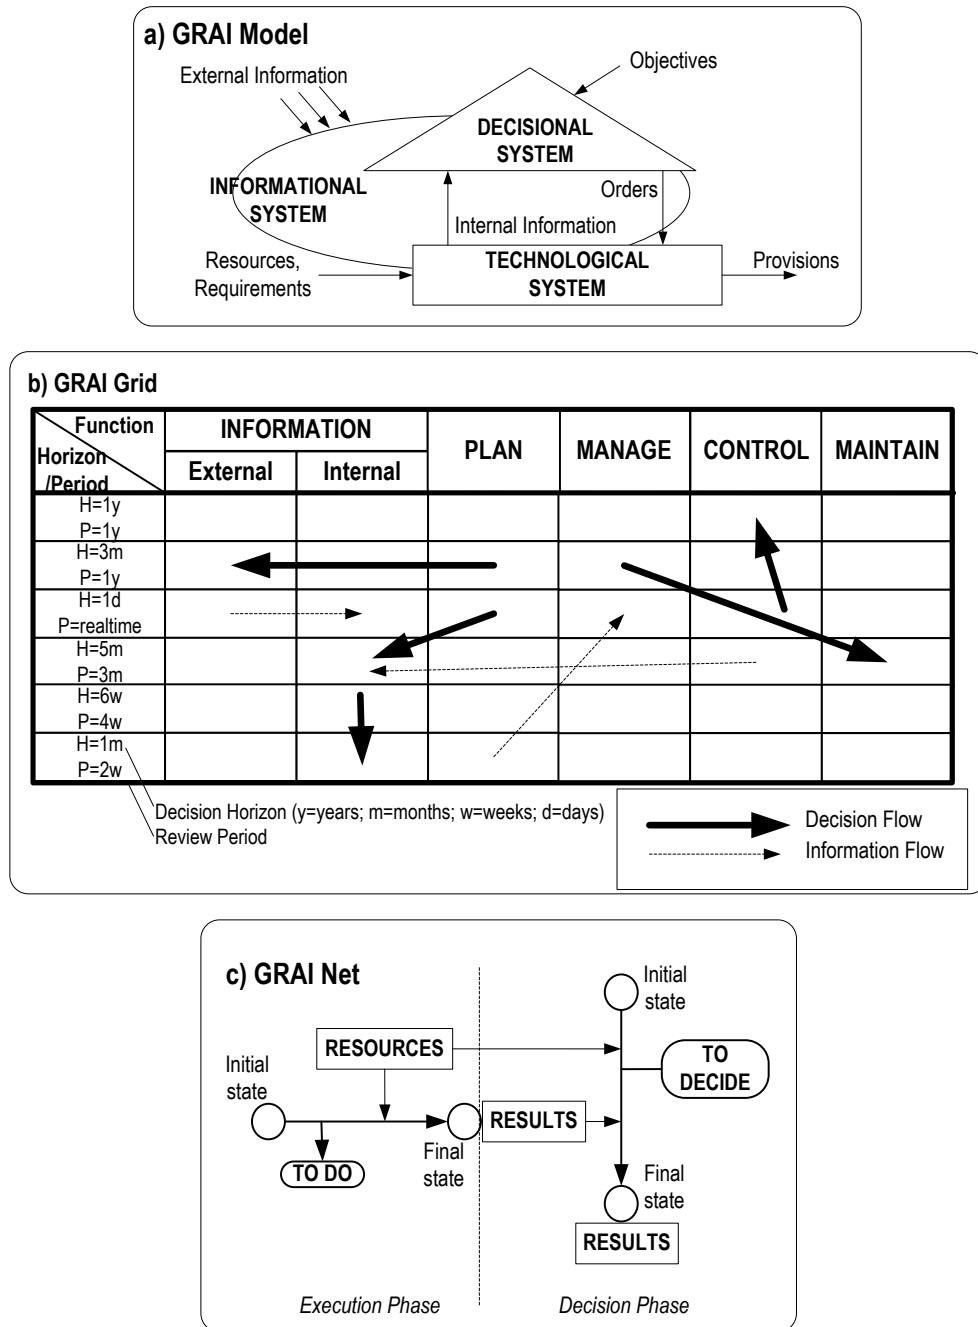 a) GRAI Model
External Information
Objectives
DECISIONAL
SYSTEM
INFORMATIONAL
SYSTEM
Orders
Internal Information
Resources,
Requirements
TECHNOLOGICAL
SYSTEM
Provisions
b) GRAI Grid
Function
Horizon
/Period
INFORMATION
External
Internal
PLAN
MANAGE
CONTROL
MAINTAIN
H=1y
P=1y
H=3m
P=1y
H=1d
P=realtime
H=5m
P=3m
H=6w
P=4w
H=1m
P=2w
Decision Horizon (y=years; m=months; w=weeks; d=days)
Review Period
Decision Flow
Information Flow
c) GRAI Net
Initial
state
RESOURCES
TO
DECIDE
Initial
state
RESULTS
TO DO
Final
state
Final
state
RESULTS
Execution Phase
Decision Phase